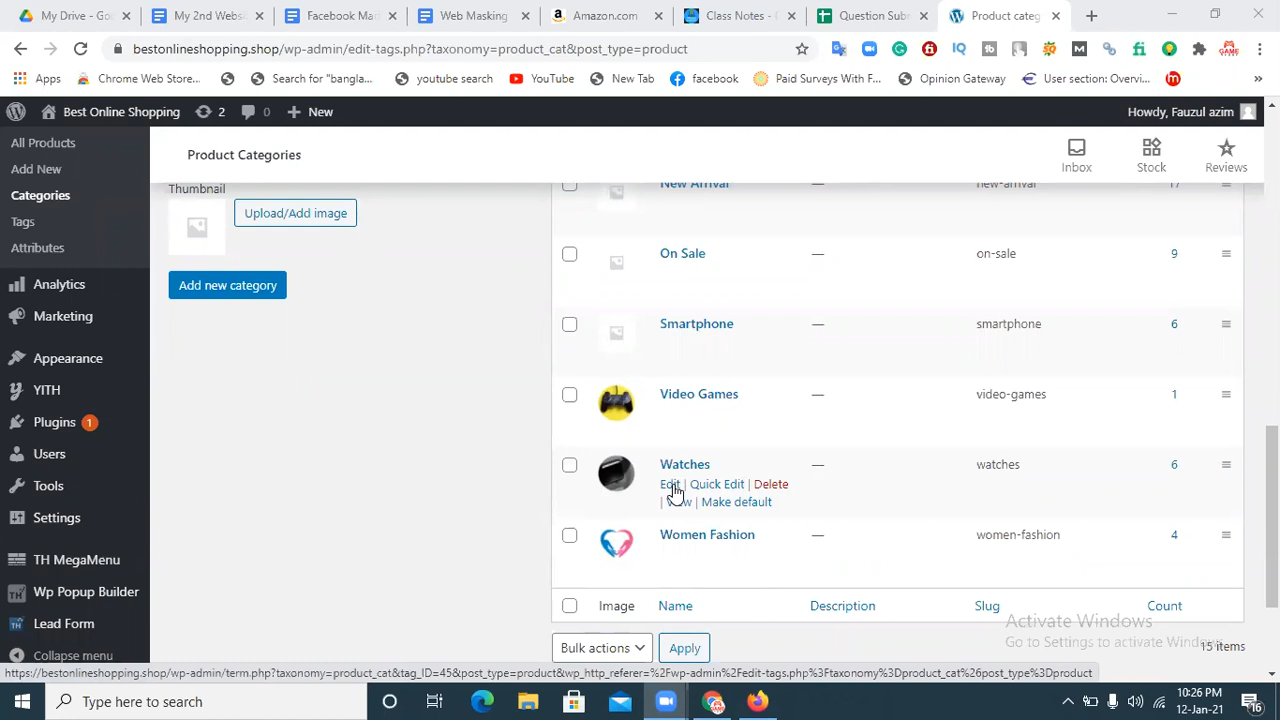 My Drive - Go
My 2nd Websi
Facebook Mar
Web Masking
Amazon.com
Class Notes - 
Question Subm
Product categ
bestonlineshopping.shop/wp-admin/edit-tags.php?taxonomy=product_cat&post_type=product
Apps
Chrome Web Store...
Search for "bangla...
youtube search
YouTube
New Tab
facebook
Paid Surveys With F...
Opinion Gateway
User section: Overvi...
»
Best Online Shopping
2
0
New
Howdy, Fauzul azim
All Products
Add New
Categories
Tags
Attributes
Analytics
Marketing
Appearance
YITH
Plugins 1
Users
Tools
Settings
TH MegaMenu
Wp Popup Builder
Lead Form
Collapse menu
Product Categories
Inbox
Stock
Reviews
Thumbnail
Upload/Add image
Add new category
New Arrival new-arrival 17
On Sale — on-sale 9
Smartphone — smartphone 6
Video Games — video-games 1
Watches — watches 6
Edit | Quick Edit | Delete
| View | Make default
Women Fashion — women-fashion 4
Image Name Description Slug Count
Bulk actions
Apply
15 items
Activate Windows
Go to Settings to activate Windows.
https://bestonlineshopping.shop/wp-admin/term.php?taxonomy=product_cat&tag_ID=45&post_type=product&wp_http_referer=%2Fwp-admin%2Fedit-tags.php%3Ftaxonomy%3Dproduct_cat%26post_type%3Dproduct
Type here to search
10:26 PM
12-Jan-21
16